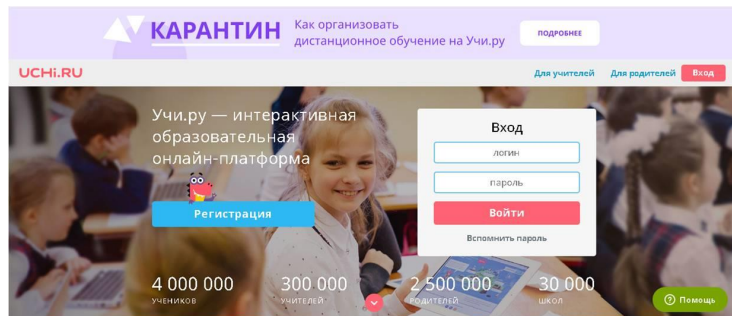 КАРАНТИН
Как организовать
дистанционное обучение на Учи.ру
ПОДРОБНЕЕ
UCHi.RU
Для учителей
Для родителей
Вход
Учи.ру — интерактивная
образовательная
онлайн-платформа
Регистрация
Вход
логин
пароль
Войти
Вспомнить пароль
4 000 000
УЧЕНИКОВ
300 000
УЧИТЕЛЕЙ
2 500 000
РОДИТЕЛЕЙ
30 000
ШКОЛ
Помощь